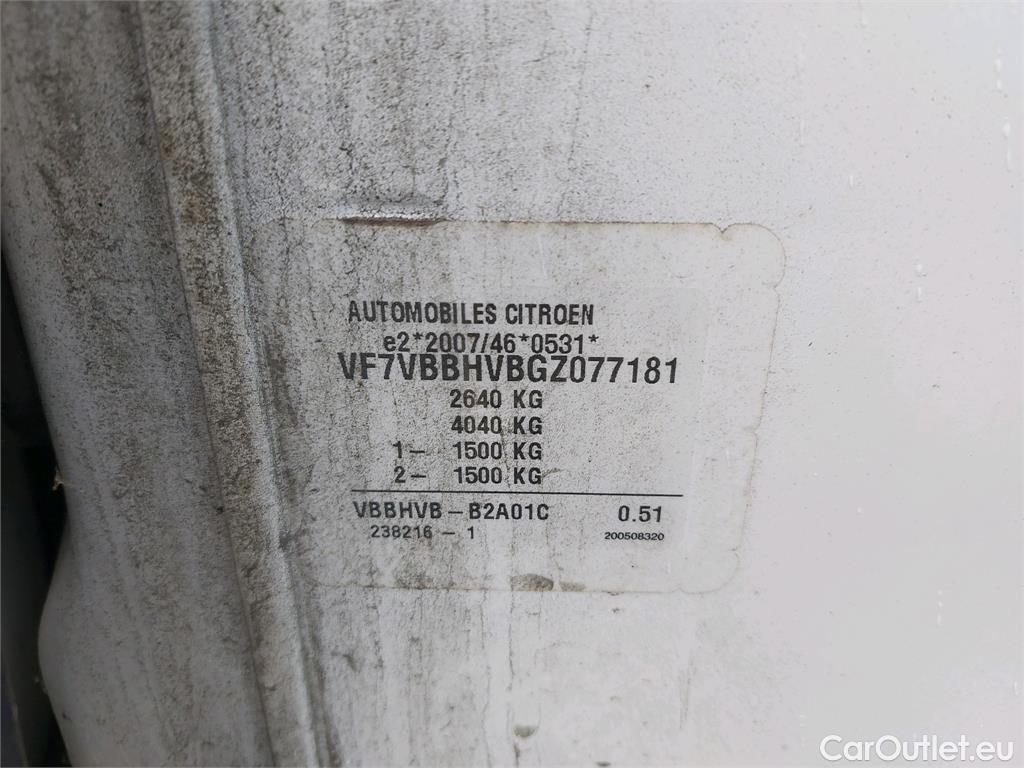 AUTOMOBILES CITROEN
e2*2007/46*0531*
VF7VBBHVBGZ077181
2640 KG
4040 KG
1– 1500 KG
2– 1500 KG
VBBHVB – B2A01C 0.51
238216 – 1 200508320
CarOutlet.eu